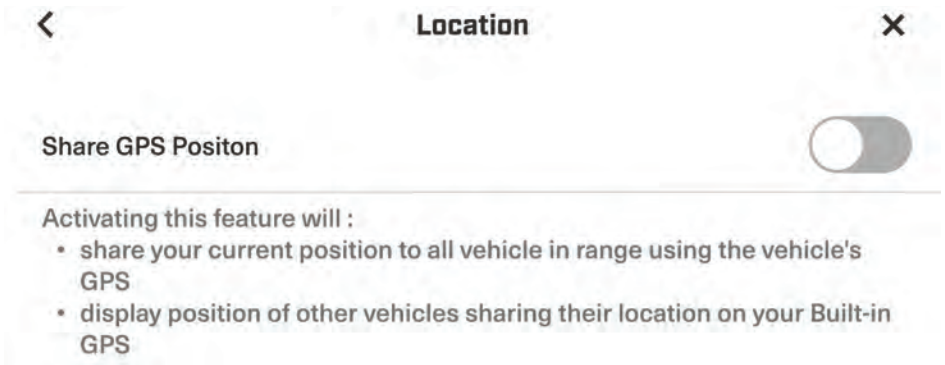 Location
Share GPS Positon
Activating this feature will :
• share your current position to all vehicle in range using the vehicle's
GPS
• display position of other vehicles sharing their location on your Built-in
GPS